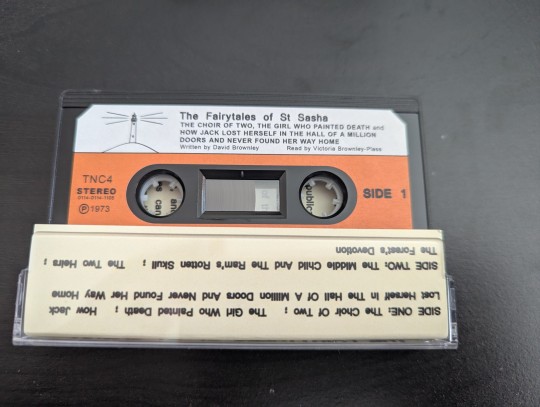 The Fairytales of St Sasha
THE CHOIR OF TWO, THE GIRL WHO PAINTED DEATH and
HOW JACK LOST HERSELF IN THE HALL OF A MILLION
DOORS AND NEVER FOUND HER WAY HOME
Written by David Brownley Read by Victoria Brownley-Plass
TNC4
STEREO
Ⓟ1973
SIDE 1
public
SIDE ONE: The Choir Of Two ; The Girl Who Painted Death ; How Jack
Lost Herself In The Hall Of A Million Doors And Never Found Her Way Home
SIDE TWO: The Middle Child And The Ram's Rotten Skull ; The Two Heirs ;
The Forest's Devotion